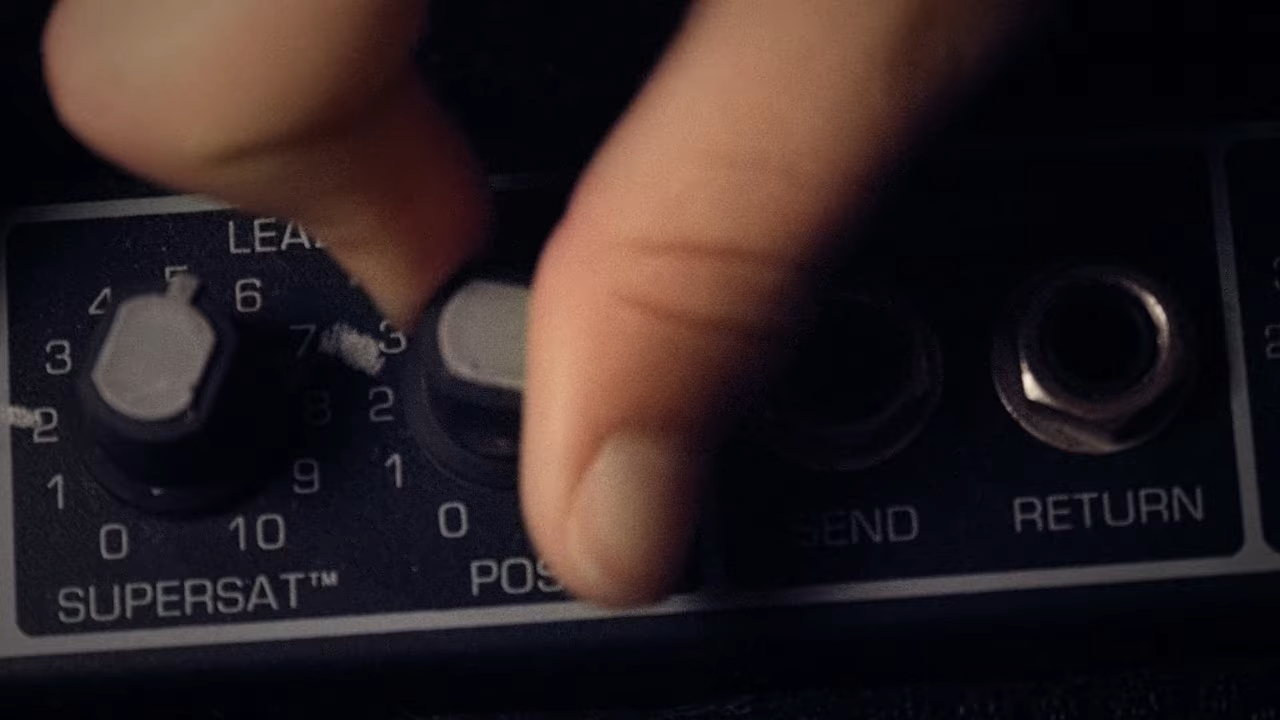 LEA
4 5 6
3 7 3
2 8 2
1 9 1
0 10 0
SUPERSAT™
POS
SEND
RETURN